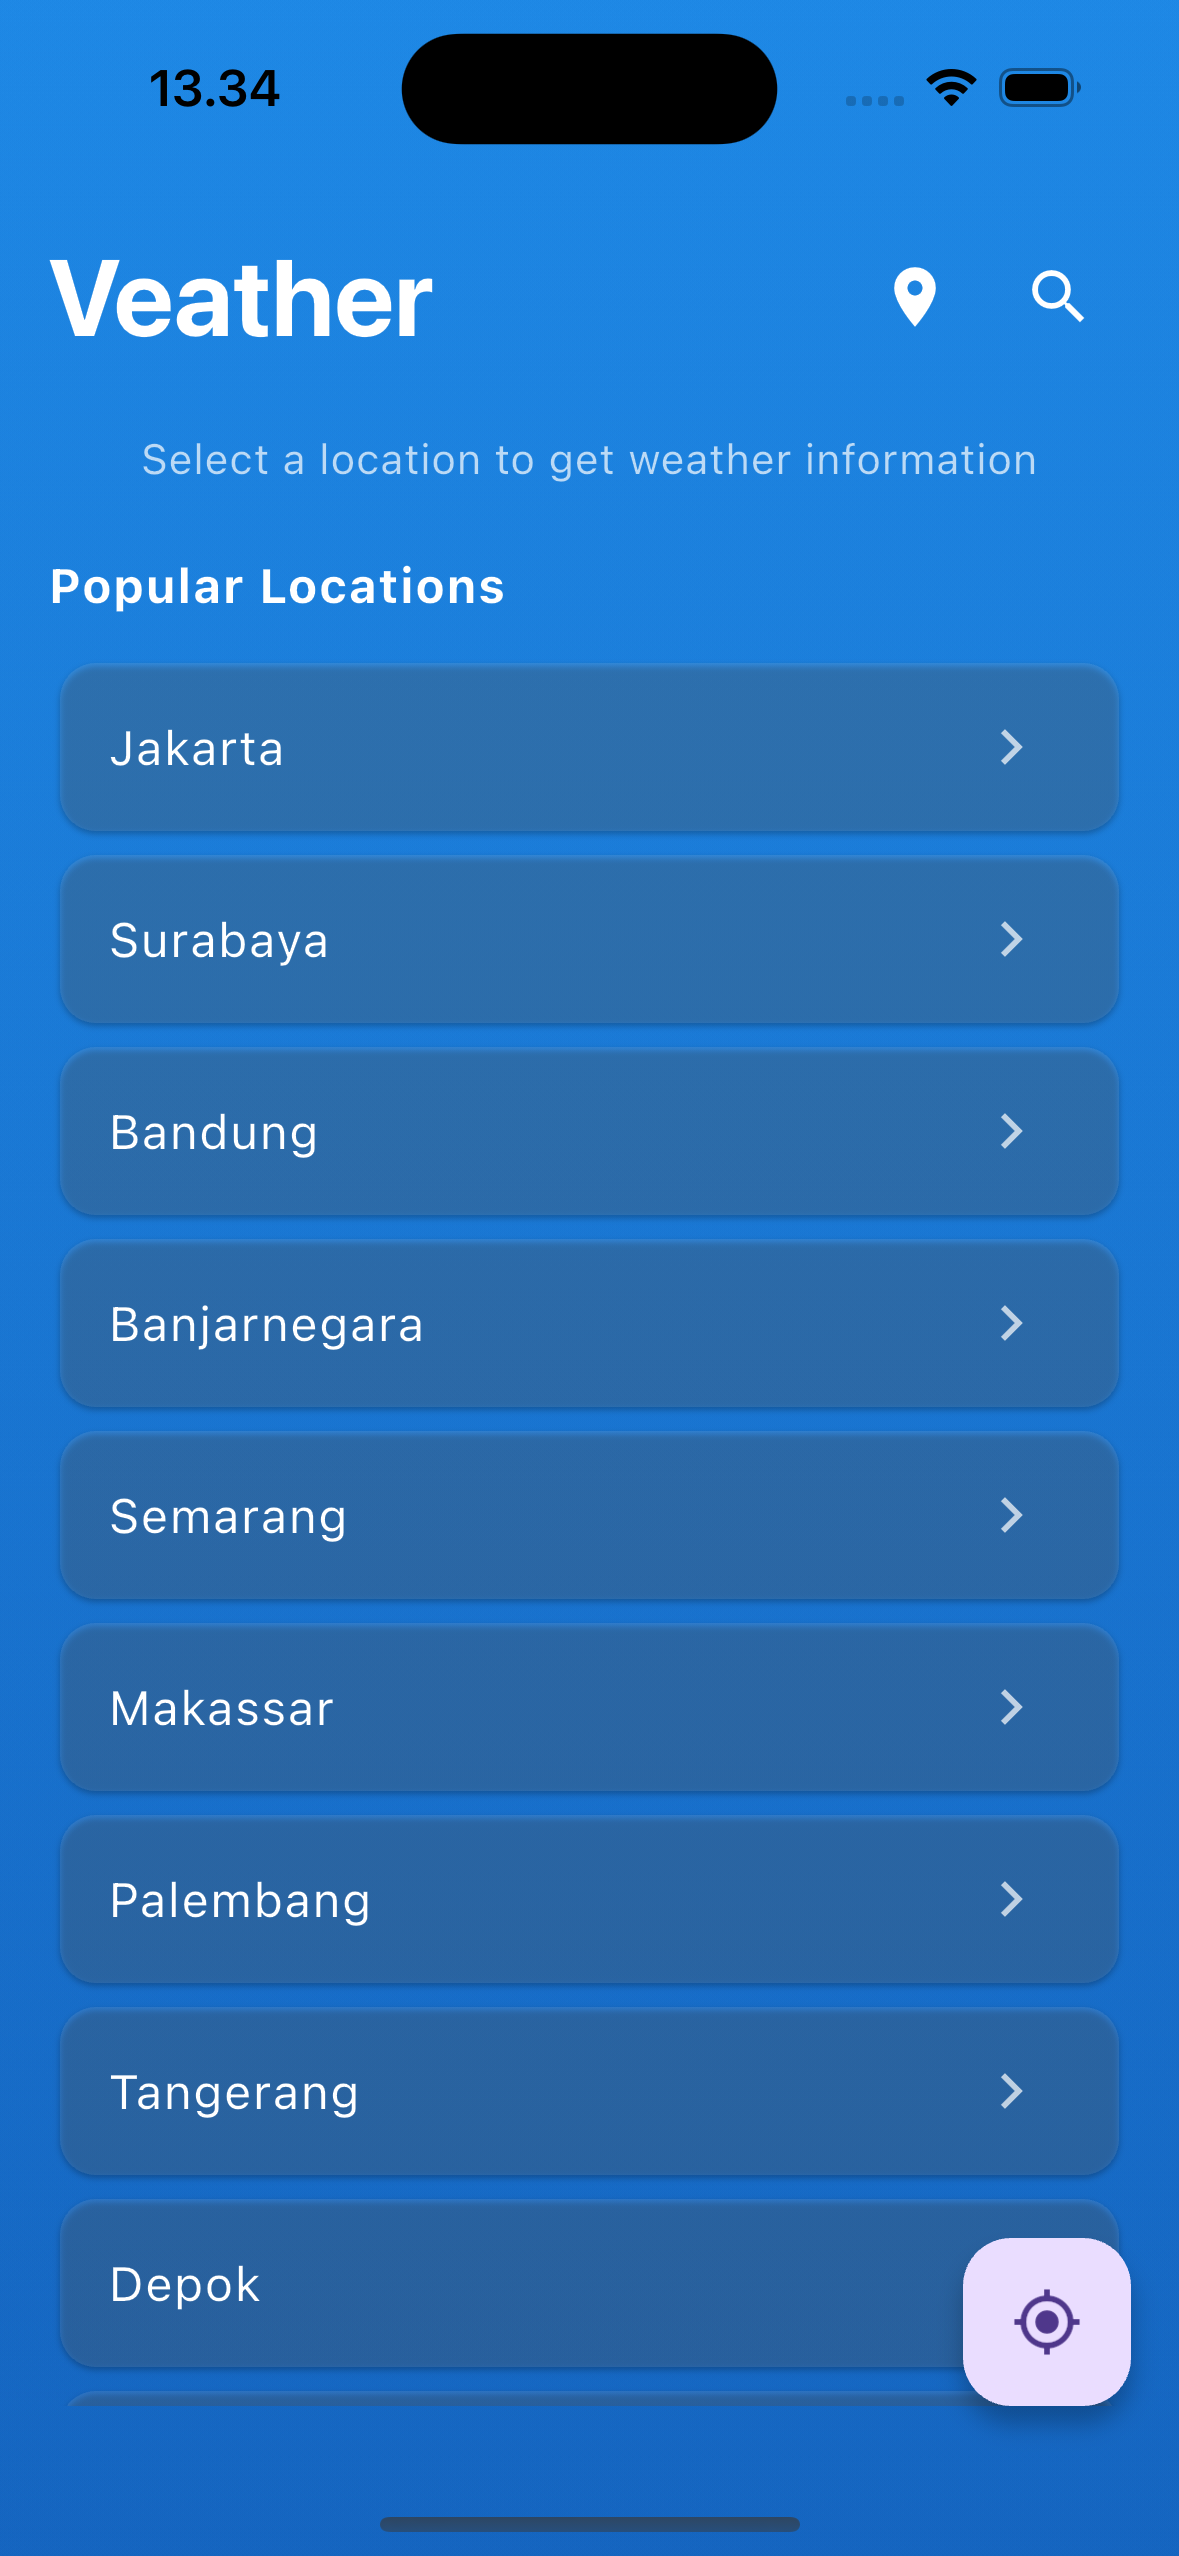 13.34
Veather
Select a location to get weather information
Popular Locations
Jakarta
Surabaya
Bandung
Banjarnegara
Semarang
Makassar
Palembang
Tangerang
Depok